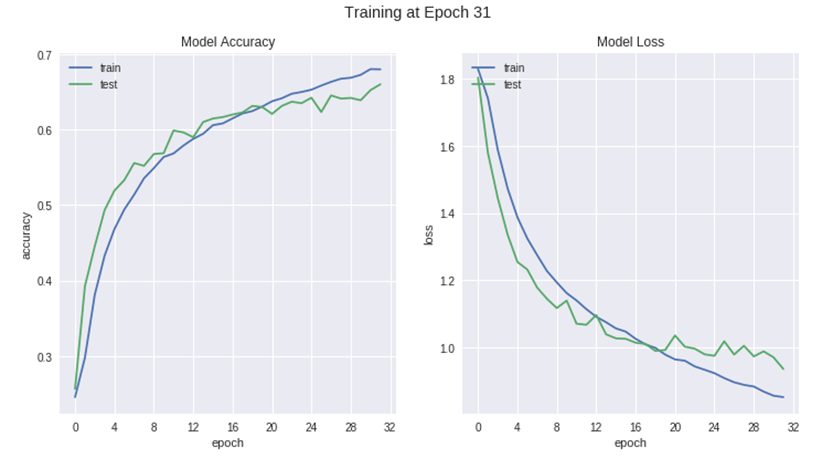 Training at Epoch 31
Model Accuracy
train
test
0.7
0.6
0.5
0.4
0.3
accuracy
0 4 8 12 16 20 24 28 32
epoch
Model Loss
train
test
1.8
1.6
1.4
1.2
1.0
loss
0 4 8 12 16 20 24 28 32
epoch